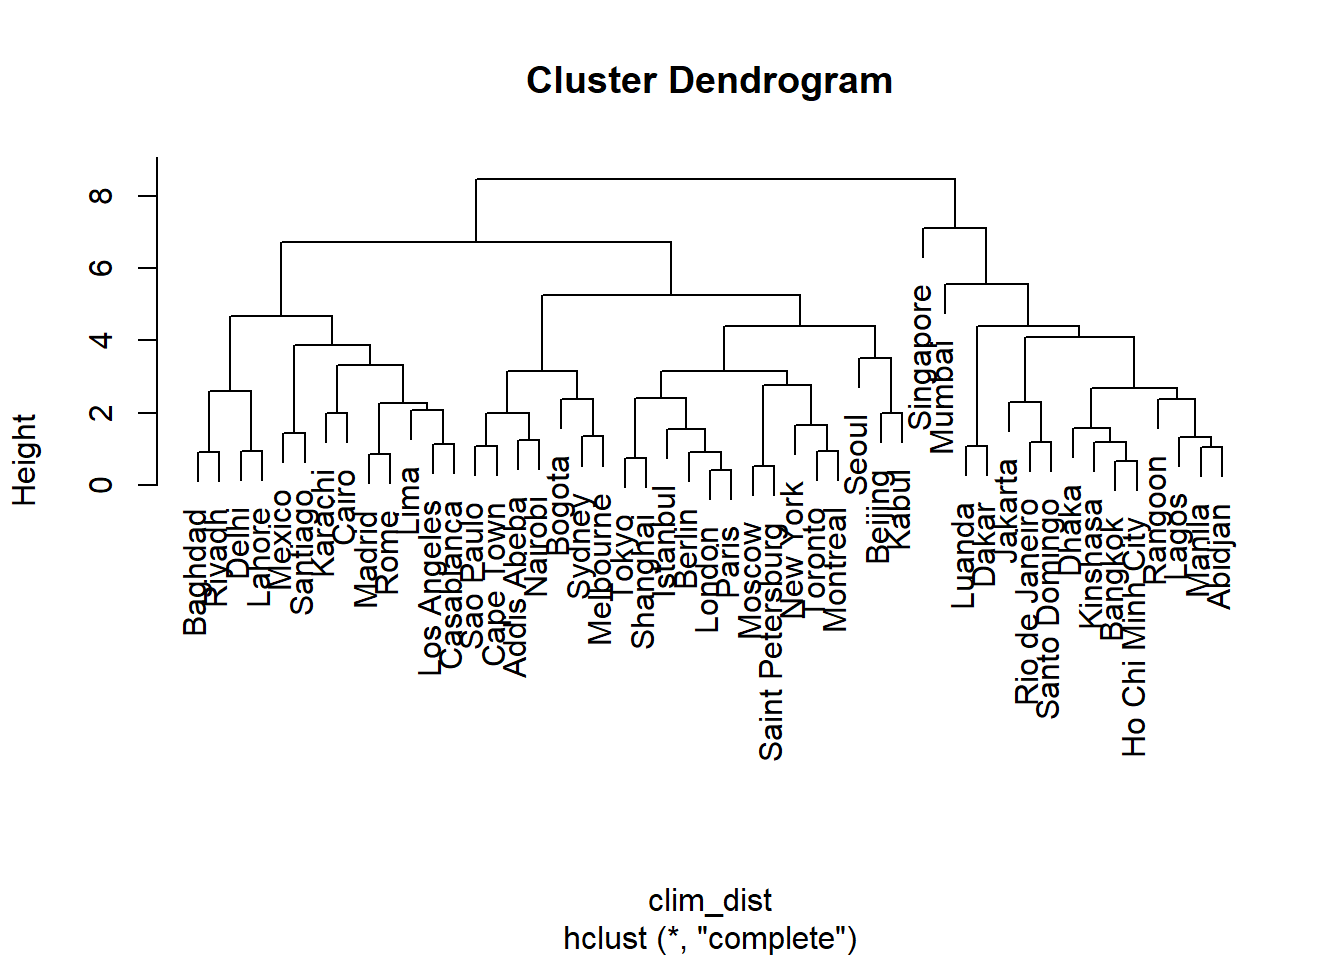 Cluster Dendrogram
Height
0
2
4
6
8
Baghdad
Riyadh
Delhi
Lahore
Mexico
Santiago
Karachi
Cairo
Madrid
Rome
Lima
Los Angeles
Casablanca
Sao Paulo
Cape Town
Addis Abeba
Nairobi
Bogota
Sydney
Melbourne
Tokyo
Shanghai
Istanbul
Berlin
London
Paris
Moscow
Saint Petersburg
New York
Toronto
Montreal
Seoul
Beijing
Kabul
Singapore
Mumbai
Luanda
Dakar
Jakarta
Rio de Janeiro
Santo Domingo
Dhaka
Kinshasa
Bangkok
Ho Chi Minh City
Rangoon
Lagos
Manila
Abidjan
clim_dist
hclust (*, "complete")